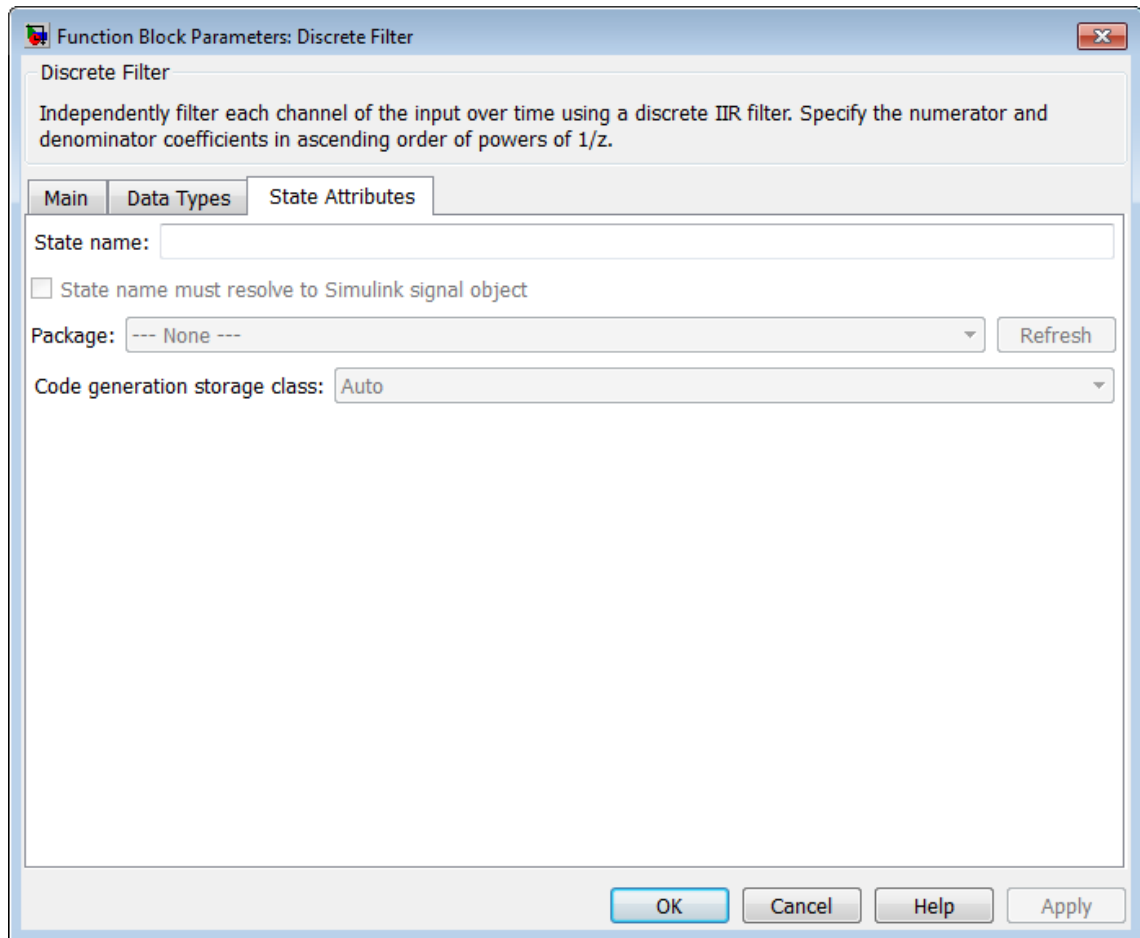 Function Block Parameters: Discrete Filter
Discrete Filter
Independently filter each channel of the input over time using a discrete IIR filter. Specify the numerator and
denominator coefficients in ascending order of powers of 1/z.
Main Data Types State Attributes
State name:
State name must resolve to Simulink signal object
Package: --- None --- Refresh
Code generation storage class: Auto
OK Cancel Help Apply